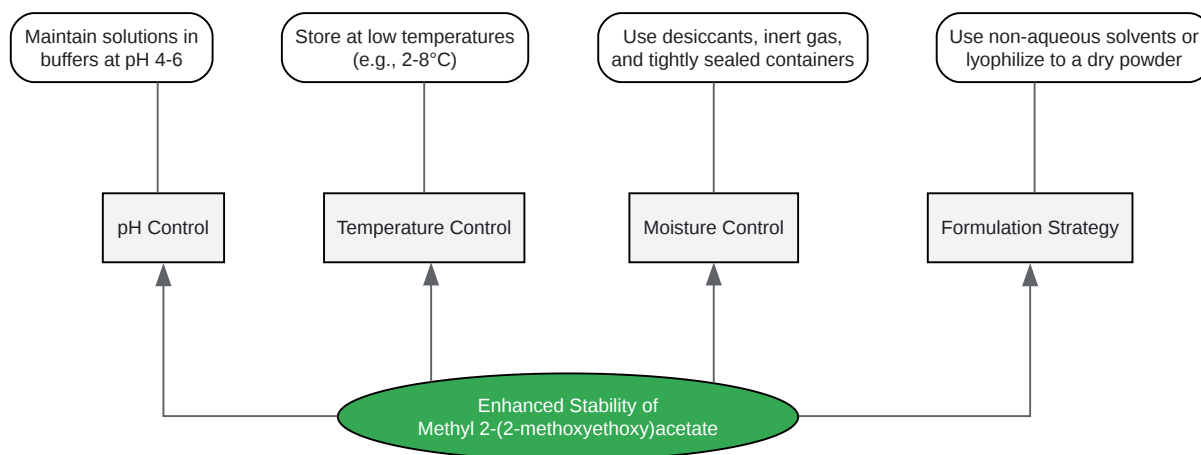 Maintain solutions in
buffers at pH 4-6
Store at low temperatures
(e.g., 2-8°C)
Use desiccants, inert gas,
and tightly sealed containers
Use non-aqueous solvents or
lyophilize to a dry powder
pH Control
Temperature Control
Moisture Control
Formulation Strategy
Enhanced Stability of
Methyl 2-(2-methoxyethoxy)acetate